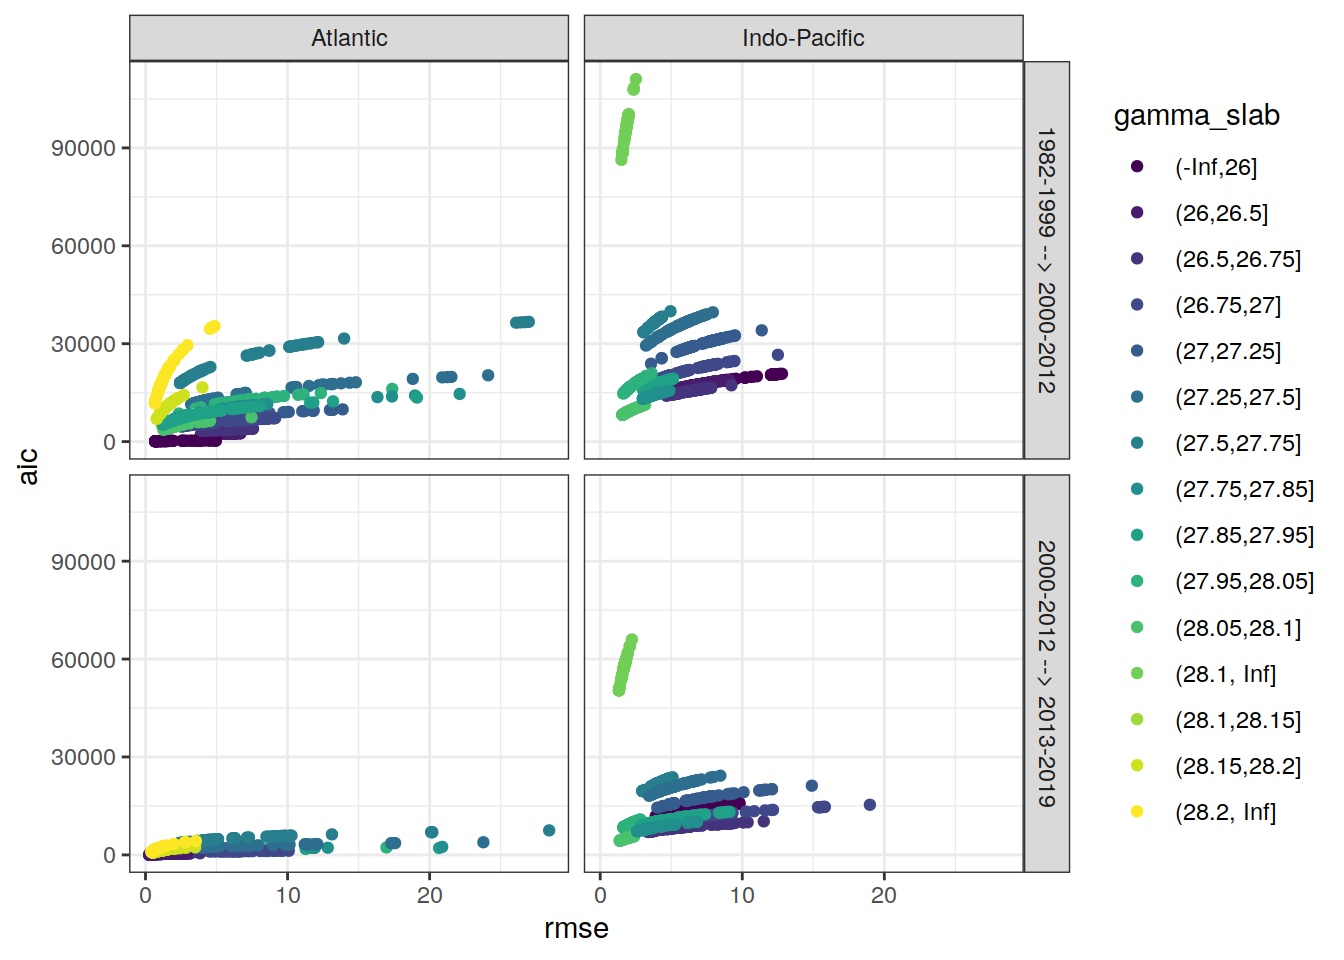 Atlantic
Indo-Pacific
90000
60000
30000
0
1982-1999 --> 2000-2012
90000
60000
30000
0
2000-2012 --> 2013-2019
0
10
20
0
10
20
rmse
aic
gamma_slab
(-Inf,26]
(26,26.5]
(26.5,26.75]
(26.75,27]
(27,27.25]
(27.25,27.5]
(27.5,27.75]
(27.75,27.85]
(27.85,27.95]
(27.95,28.05]
(28.05,28.1]
(28.1, Inf]
(28.1,28.15]
(28.15,28.2]
(28.2, Inf]